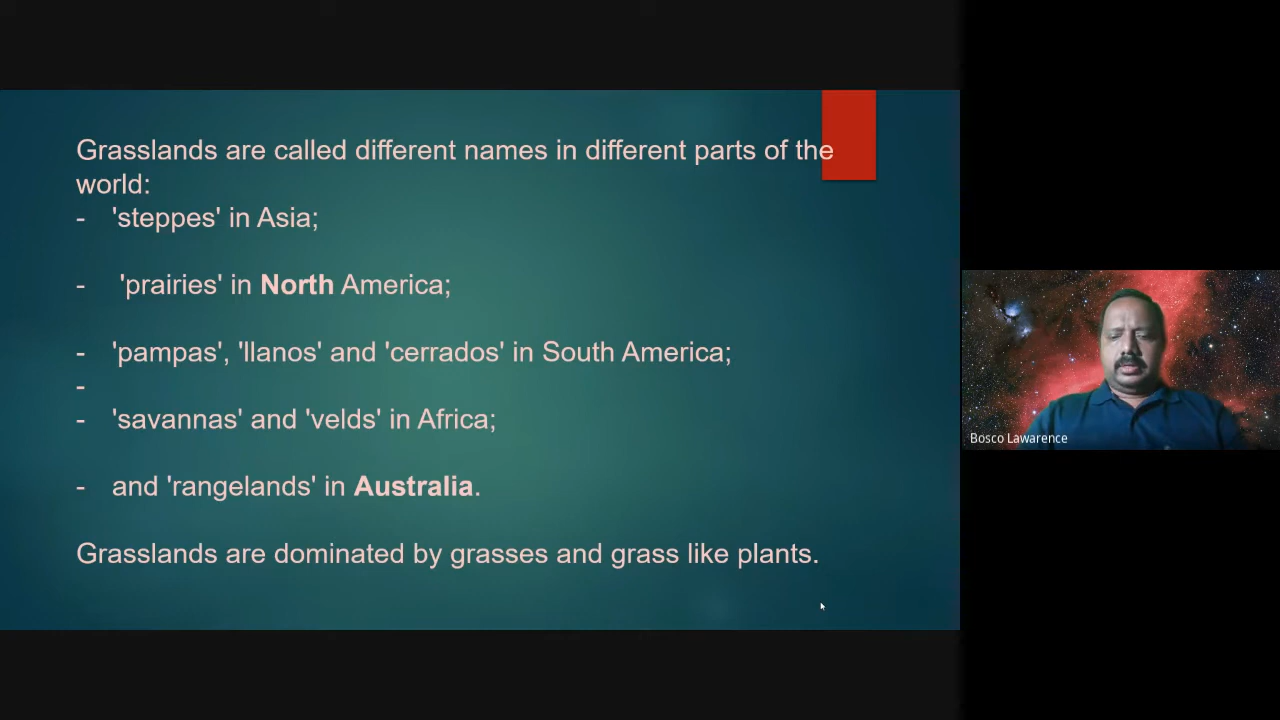 Grasslands are called different names in different parts of the
world:
- 'steppes' in Asia;
- 'prairies' in North America;
- 'pampas', 'llanos' and 'cerrados' in South America;
-
- 'savannas' and 'velds' in Africa;
- and 'rangelands' in Australia.
Grasslands are dominated by grasses and grass like plants.
Bosco Lawarence